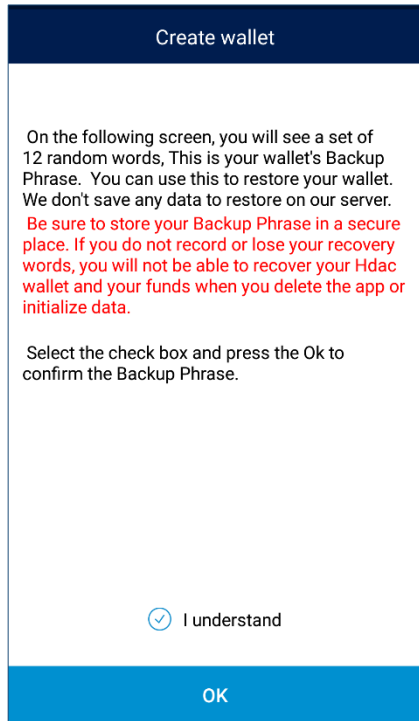 Create wallet
On the following screen, you will see a set of
12 random words, This is your wallet's Backup
Phrase. You can use this to restore your wallet.
We don't save any data to restore on our server.
Be sure to store your Backup Phrase in a secure
place. If you do not record or lose your recovery
words, you will not be able to recover your Hdac
wallet and your funds when you delete the app or
initialize data.
Select the check box and press the Ok to
confirm the Backup Phrase.
I understand
OK